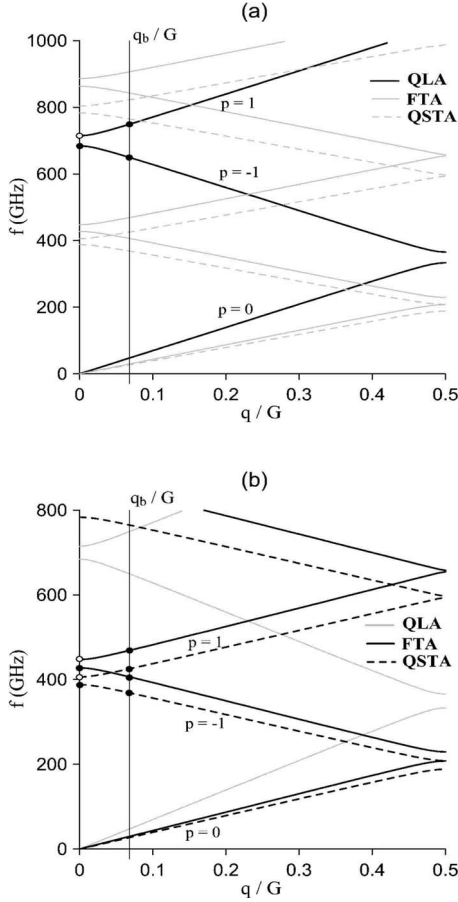 (a)
q_b / G
1000
800
600
400
200
0
f (GHz)
p = 1
p = -1
p = 0
QLA
FTA
QSTA
0
0.1
0.2
0.3
0.4
0.5
q / G
(b)
q_b / G
800
600
400
200
0
f (GHz)
p = 1
p = -1
p = 0
QLA
FTA
QSTA
0
0.1
0.2
0.3
0.4
0.5
q / G